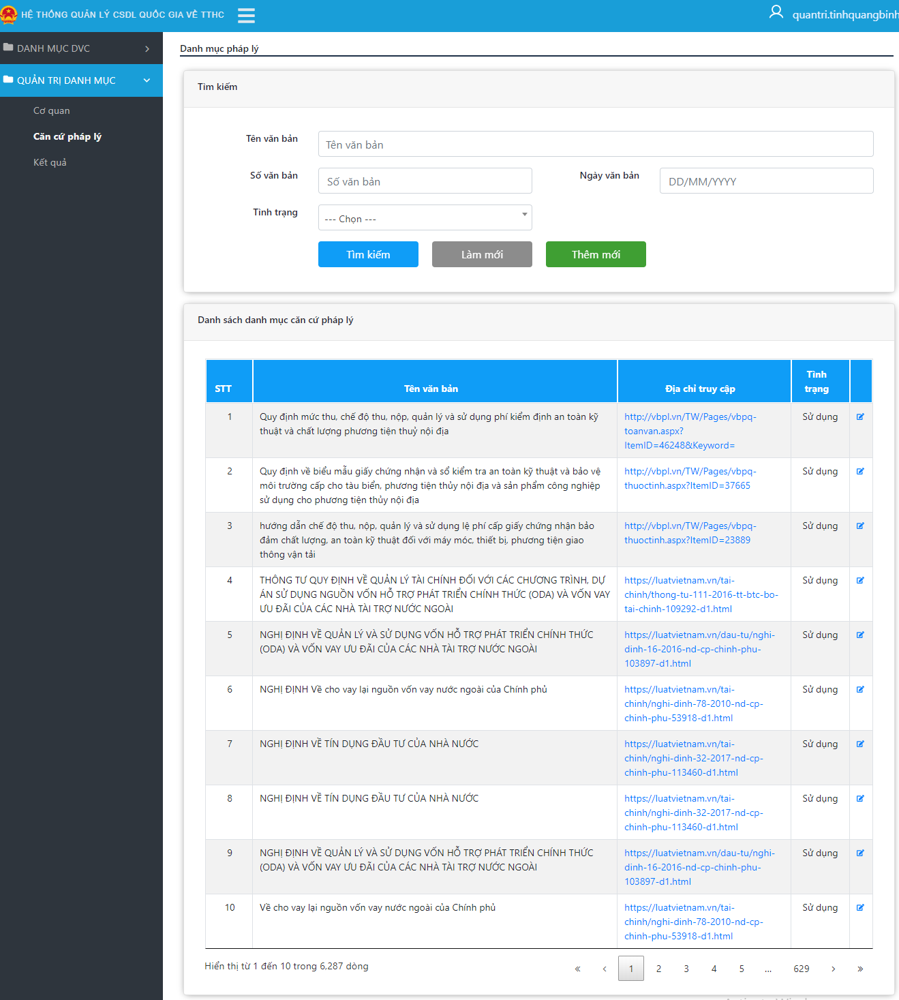 HỆ THỐNG QUẢN LÝ CSDL QUỐC GIA VỀ TTHC
quantri.tinhquangbinh
DANH MỤC DVC
QUẢN TRỊ DANH MỤC
Cơ quan
Căn cứ pháp lý
Kết quả
Danh mục pháp lý
Tìm kiếm
Tên văn bản
Tên văn bản
Số văn bản
Số văn bản
Ngày văn bản
DD/MM/YYYY
Tình trạng
--- Chọn ---
Tìm kiếm
Làm mới
Thêm mới
Danh sách danh mục căn cứ pháp lý
STT
Tên văn bản
Địa chỉ truy cập
Tình
trạng
1
Quy định mức thu, chế độ thu, nộp, quản lý và sử dụng phí kiểm định an toàn kỹ
thuật và chất lượng phương tiện thuỷ nội địa
http://vbpl.vn/TW/Pages/vbpq-
toanvan.aspx?
ItemID=46248&Keyword=
Sử dụng
2
Quy định về biểu mẫu giấy chứng nhận và sổ kiểm tra an toàn kỹ thuật và bảo vệ
môi trường cấp cho tàu biển, phương tiện thủy nội địa và sản phẩm công nghiệp
sử dụng cho phương tiện thủy nội địa
http://vbpl.vn/TW/Pages/vbpq-
thuoctinh.aspx?ItemID=37665
Sử dụng
3
hướng dẫn chế độ thu, nộp, quản lý và sử dụng lệ phí cấp giấy chứng nhận bảo
đảm chất lượng, an toàn kỹ thuật đối với máy móc, thiết bị, phương tiện giao
thông vận tải
http://vbpl.vn/TW/Pages/vbpq-
thuoctinh.aspx?ItemID=23889
Sử dụng
4
THÔNG TƯ QUY ĐỊNH VỀ QUẢN LÝ TÀI CHÍNH ĐỐI VỚI CÁC CHƯƠNG TRÌNH, DỰ
ÁN SỬ DỤNG NGUỒN VỐN HỖ TRỢ PHÁT TRIỂN CHÍNH THỨC (ODA) VÀ VỐN VAY
ƯU ĐÃI CỦA CÁC NHÀ TÀI TRỢ NƯỚC NGOÀI
https://luatvietnam.vn/tai-
chinh/thong-tu-111-2016-tt-btc-bo-
tai-chinh-109292-d1.html
Sử dụng
5
NGHỊ ĐỊNH VỀ QUẢN LÝ VÀ SỬ DỤNG VỐN HỖ TRỢ PHÁT TRIỂN CHÍNH THỨC
(ODA) VÀ VỐN VAY ƯU ĐÃI CỦA CÁC NHÀ TÀI TRỢ NƯỚC NGOÀI
https://luatvietnam.vn/dau-tu/nghi-
dinh-16-2016-nd-cp-chinh-phu-
103897-d1.html
Sử dụng
6
NGHỊ ĐỊNH Về cho vay lại nguồn vốn vay nước ngoài của Chính phủ
https://luatvietnam.vn/tai-
chinh/nghi-dinh-78-2010-nd-cp-
chinh-phu-53918-d1.html
Sử dụng
7
NGHỊ ĐỊNH VỀ TÍN DỤNG ĐẦU TƯ CỦA NHÀ NƯỚC
https://luatvietnam.vn/tai-
chinh/nghi-dinh-32-2017-nd-cp-
chinh-phu-113460-d1.html
Sử dụng
8
NGHỊ ĐỊNH VỀ TÍN DỤNG ĐẦU TƯ CỦA NHÀ NƯỚC
https://luatvietnam.vn/tai-
chinh/nghi-dinh-32-2017-nd-cp-
chinh-phu-113460-d1.html
Sử dụng
9
NGHỊ ĐỊNH VỀ QUẢN LÝ VÀ SỬ DỤNG VỐN HỖ TRỢ PHÁT TRIỂN CHÍNH THỨC
(ODA) VÀ VỐN VAY ƯU ĐÃI CỦA CÁC NHÀ TÀI TRỢ NƯỚC NGOÀI
https://luatvietnam.vn/dau-tu/nghi-
dinh-16-2016-nd-cp-chinh-phu-
103897-d1.html
Sử dụng
10
Về cho vay lại nguồn vốn vay nước ngoài của Chính phủ
https://luatvietnam.vn/tai-
chinh/nghi-dinh-78-2010-nd-cp-
chinh-phu-53918-d1.html
Sử dụng
Hiển thị từ 1 đến 10 trong 6,287 dòng
« ‹ 1 2 3 4 5 ... 629 › »